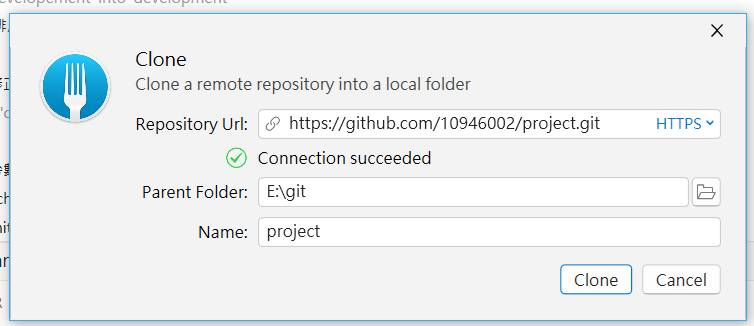 developement' into 'development'
Clone
Clone a remote repository into a local folder
Repository Url: https://github.com/10946002/project.git HTTPS
Connection succeeded
Parent Folder: E:\git
Name: project
Clone Cancel